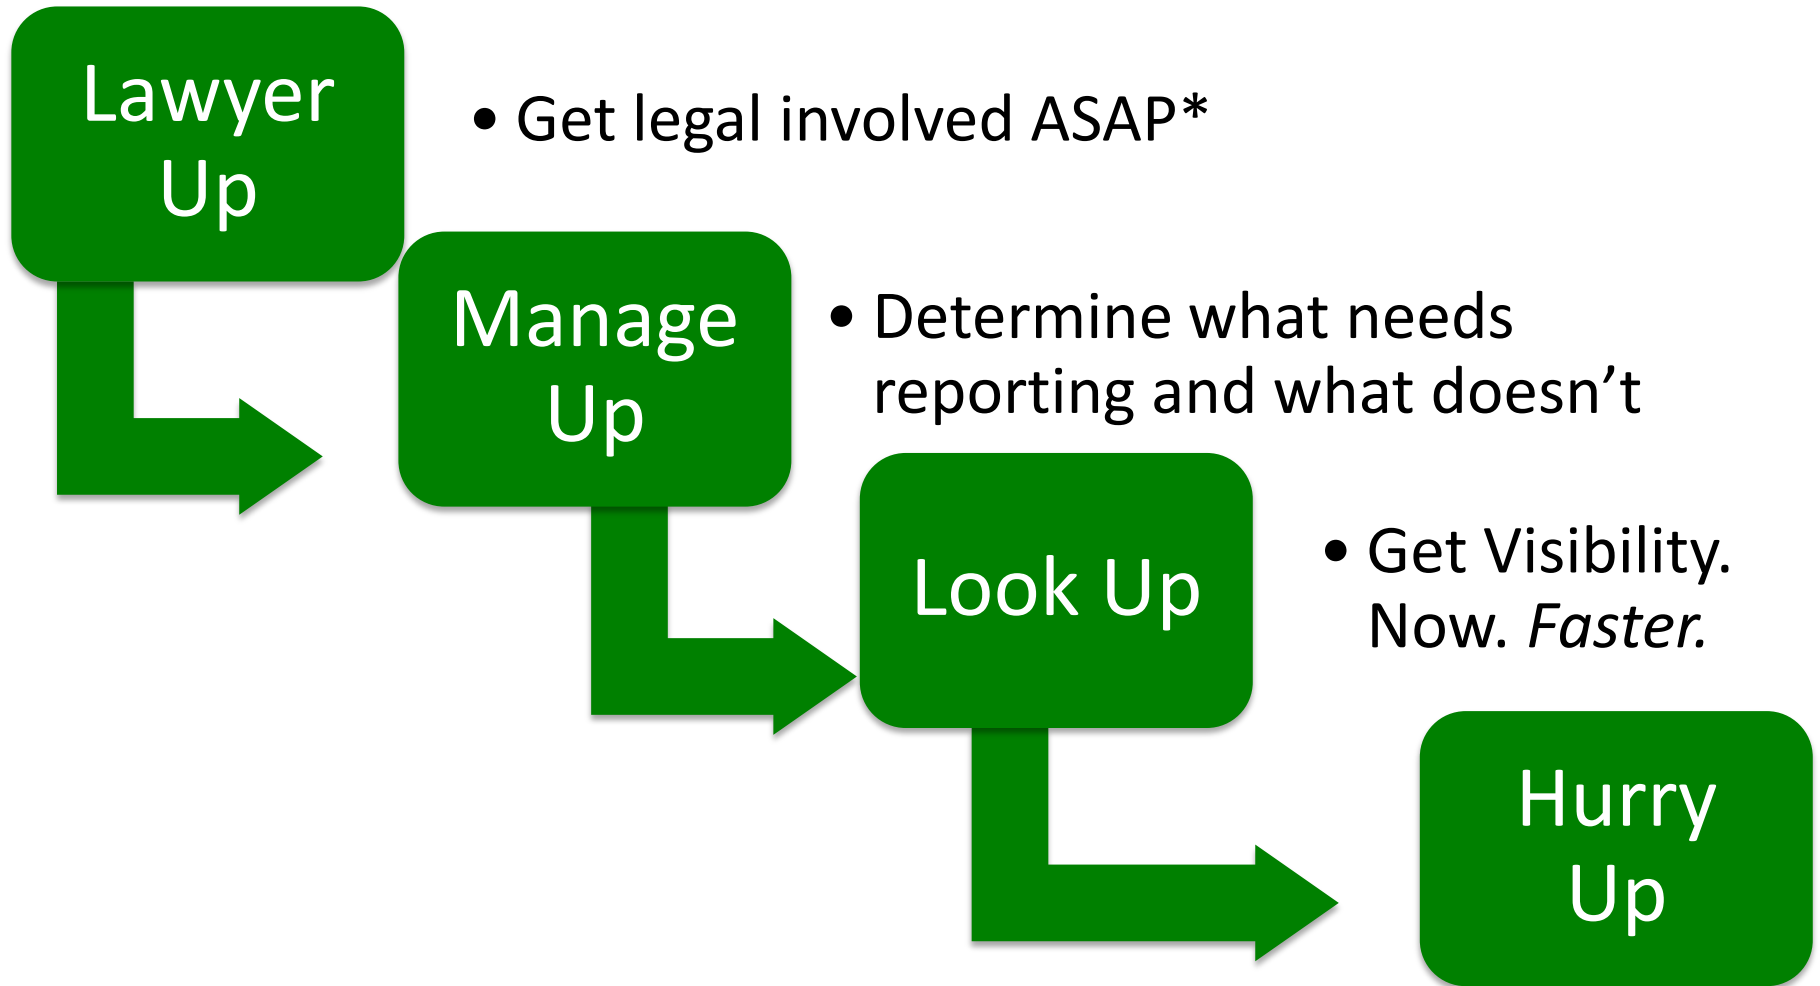 Lawyer
Up
• Get legal involved ASAP*
Manage
Up
• Determine what needs
reporting and what doesn’t
Look Up
• Get Visibility.
Now. Faster.
Hurry
Up